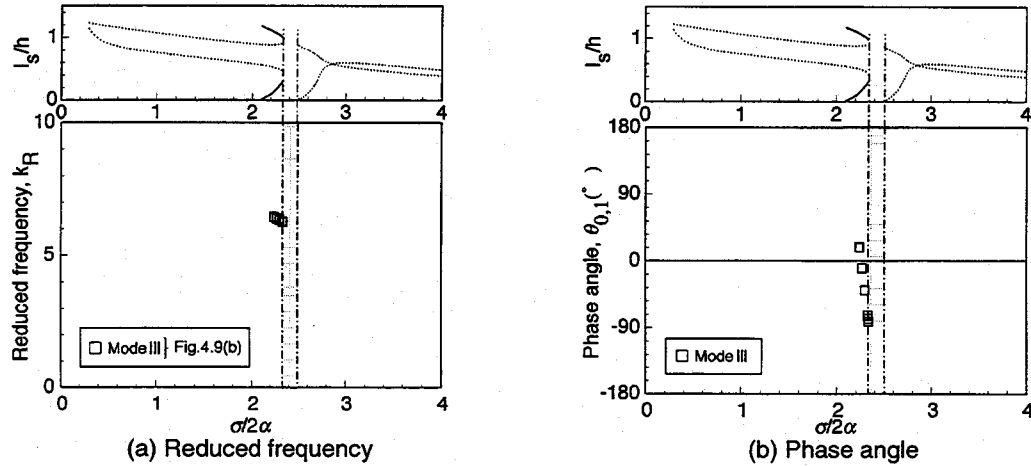 l_s/h
1
0
0 1 2 3 4
Reduced frequency, k_R
10
5
0
□ Mode III } Fig.4.9(b)
0 1 2 3 4
σ/2α
(a) Reduced frequency
l_s/h
1
0
0 1 2 3 4
Phase angle, θ_0,1(°)
180
90
0
-90
-180
□ Mode III
0 1 2 3 4
σ/2α
(b) Phase angle